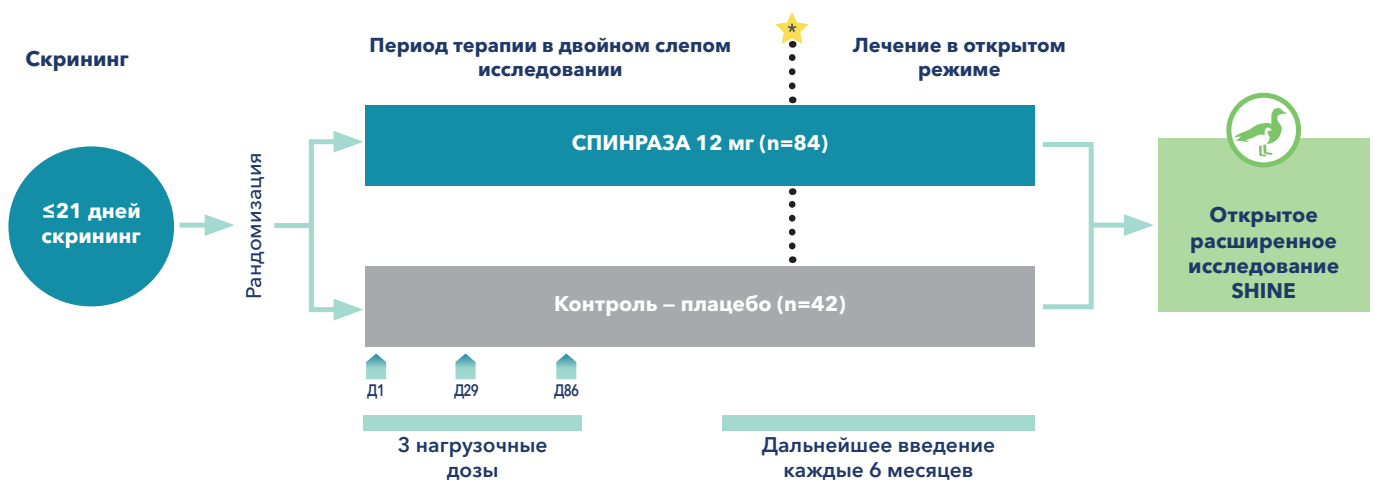 Скрининг
Период терапии в двойном слепом
исследовании
*
Лечение в открытом
режиме
≤21 дней
скрининг
Рандомизация
СПИНРАЗА 12 мг (n=84)
Контроль – плацебо (n=42)
Открытое
расширенное
исследование
SHINE
Д1
Д29
Д86
3 нагрузочные
дозы
Дальнейшее введение
каждые 6 месяцев